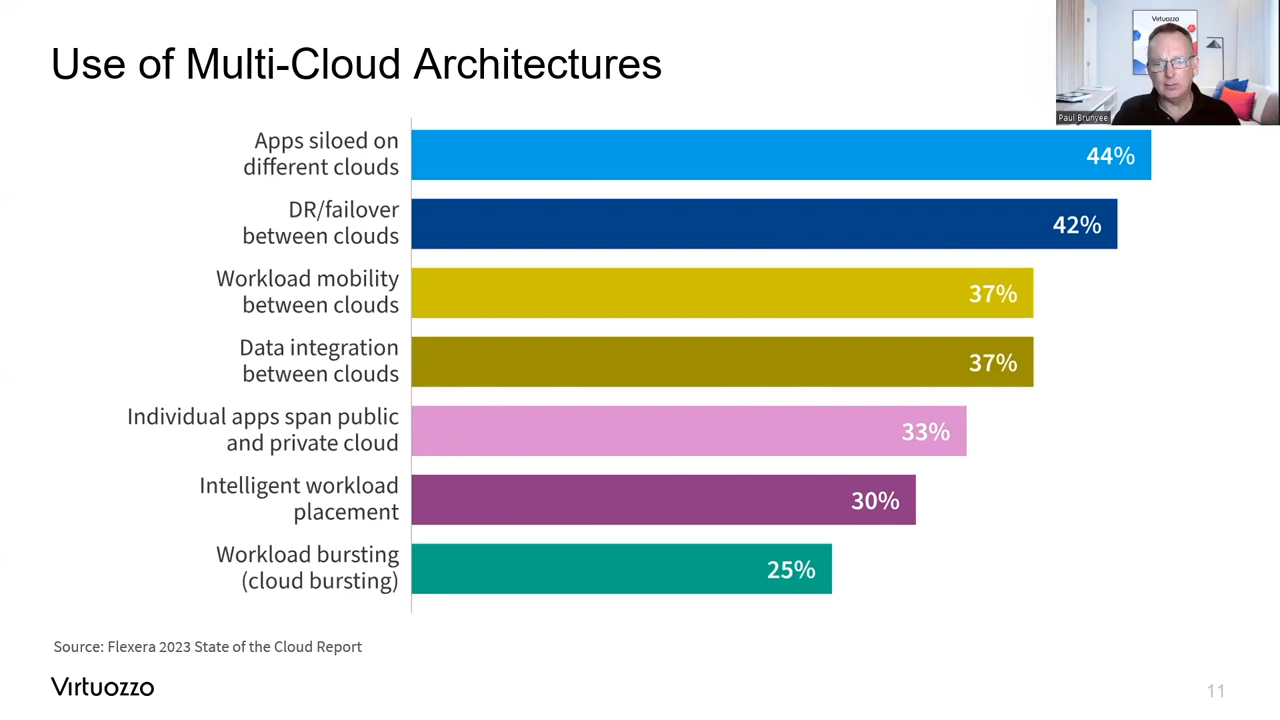 Use of Multi-Cloud Architectures
Virtuozzo
Paul Brunyee
Apps siloed on
different clouds
44%
DR/failover
between clouds
42%
Workload mobility
between clouds
37%
Data integration
between clouds
37%
Individual apps span public
and private cloud
33%
Intelligent workload
placement
30%
Workload bursting
(cloud bursting)
25%
Source: Flexera 2023 State of the Cloud Report
Virtuozzo
11